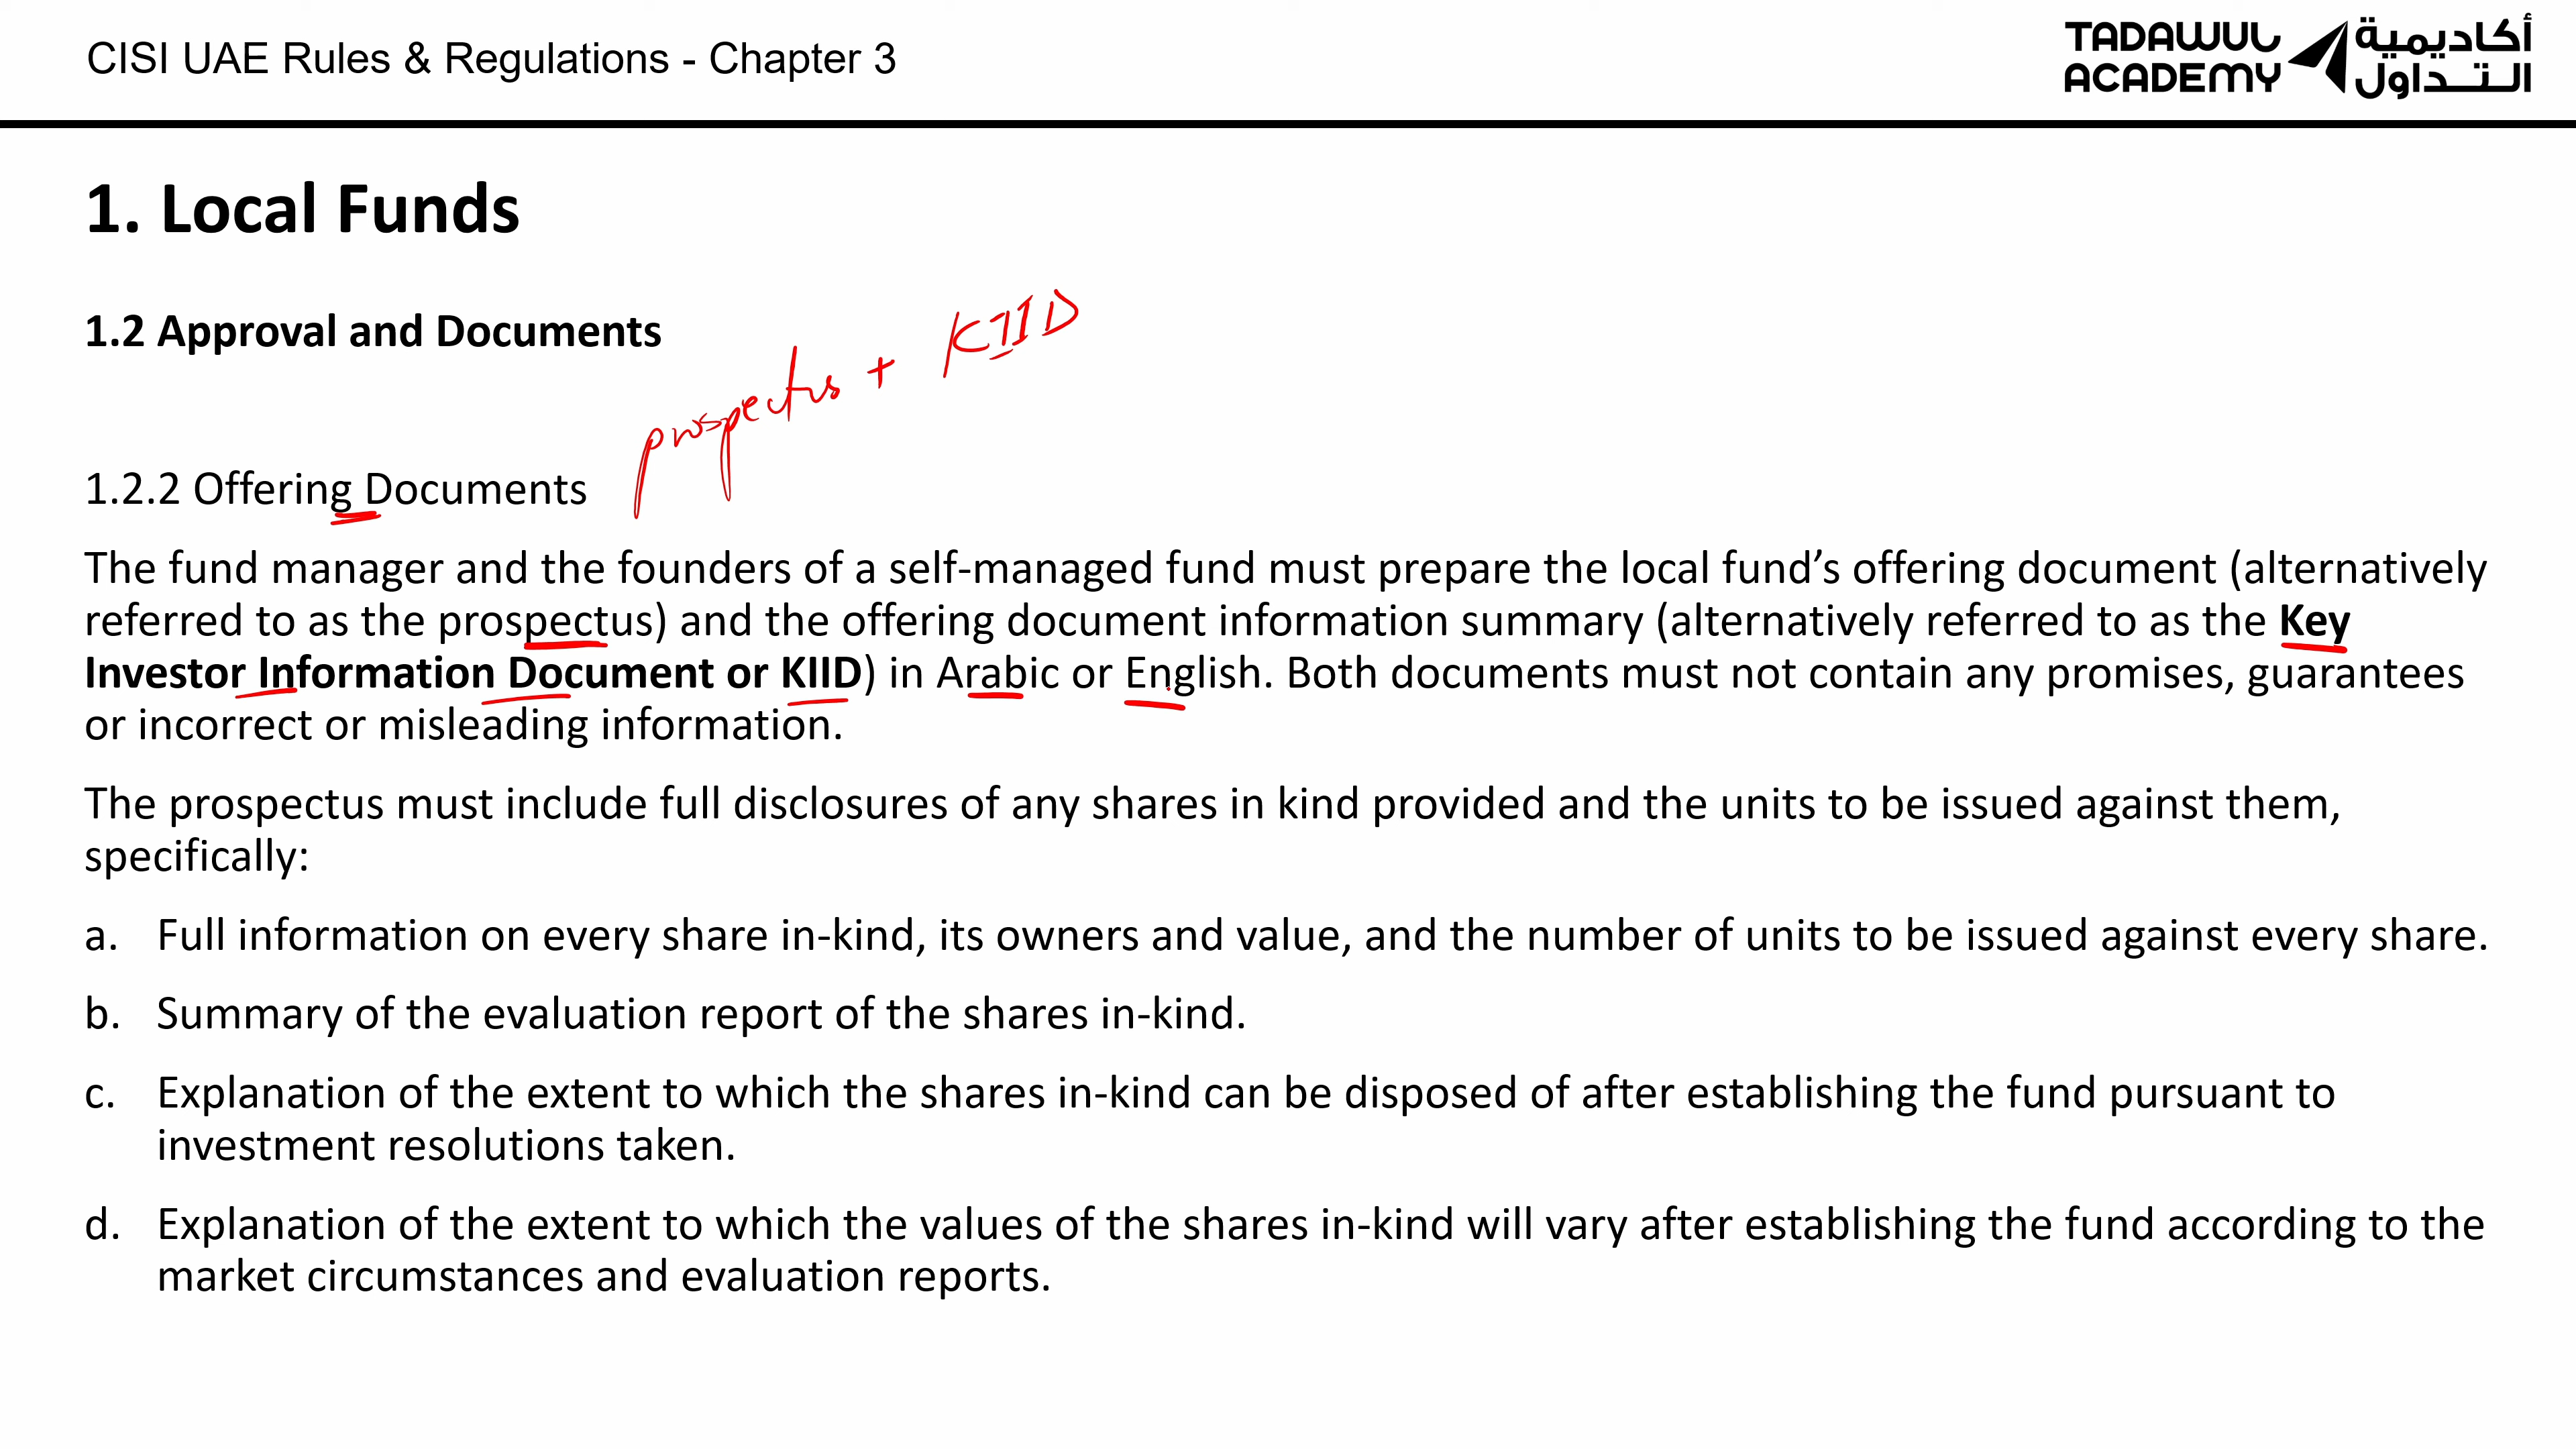 CISI UAE Rules & Regulations - Chapter 3
TADAWUL
ACADEMY
أكاديمية
التداول
1. Local Funds
1.2 Approval and Documents
prospectus + KIID
1.2.2 Offering Documents
The fund manager and the founders of a self-managed fund must prepare the local fund’s offering document (alternatively
referred to as the prospectus) and the offering document information summary (alternatively referred to as the Key
Investor Information Document or KIID) in Arabic or English. Both documents must not contain any promises, guarantees
or incorrect or misleading information.
The prospectus must include full disclosures of any shares in kind provided and the units to be issued against them,
specifically:
a. Full information on every share in-kind, its owners and value, and the number of units to be issued against every share.
b. Summary of the evaluation report of the shares in-kind.
c. Explanation of the extent to which the shares in-kind can be disposed of after establishing the fund pursuant to
investment resolutions taken.
d. Explanation of the extent to which the values of the shares in-kind will vary after establishing the fund according to the
market circumstances and evaluation reports.